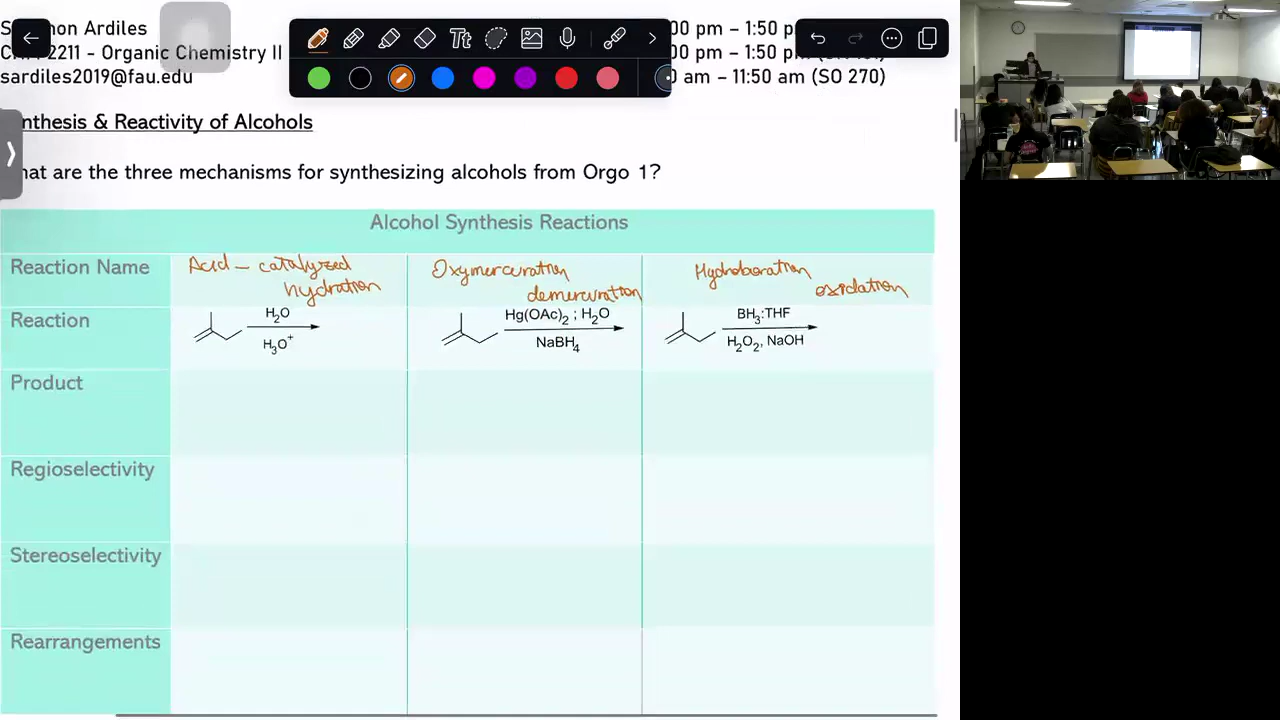 00 pm – 1:50 p
CHM 2211 - Organic Chemistry II
00 pm – 1:50 p
sardiles2019@fau.edu
0 am – 11:50 am (SO 270)
nthesis & Reactivity of Alcohols
hat are the three mechanisms for synthesizing alcohols from Orgo 1?
Alcohol Synthesis Reactions
Reaction Name
Acid – catalyzed hydration
Oxymercuration demercuration
Hydroboration oxidation
Reaction
H2O
H3O+
Hg(OAc)2 ; H2O
NaBH4
BH3:THF
H2O2, NaOH
Product
Regioselectivity
Stereoselectivity
Rearrangements
Tt